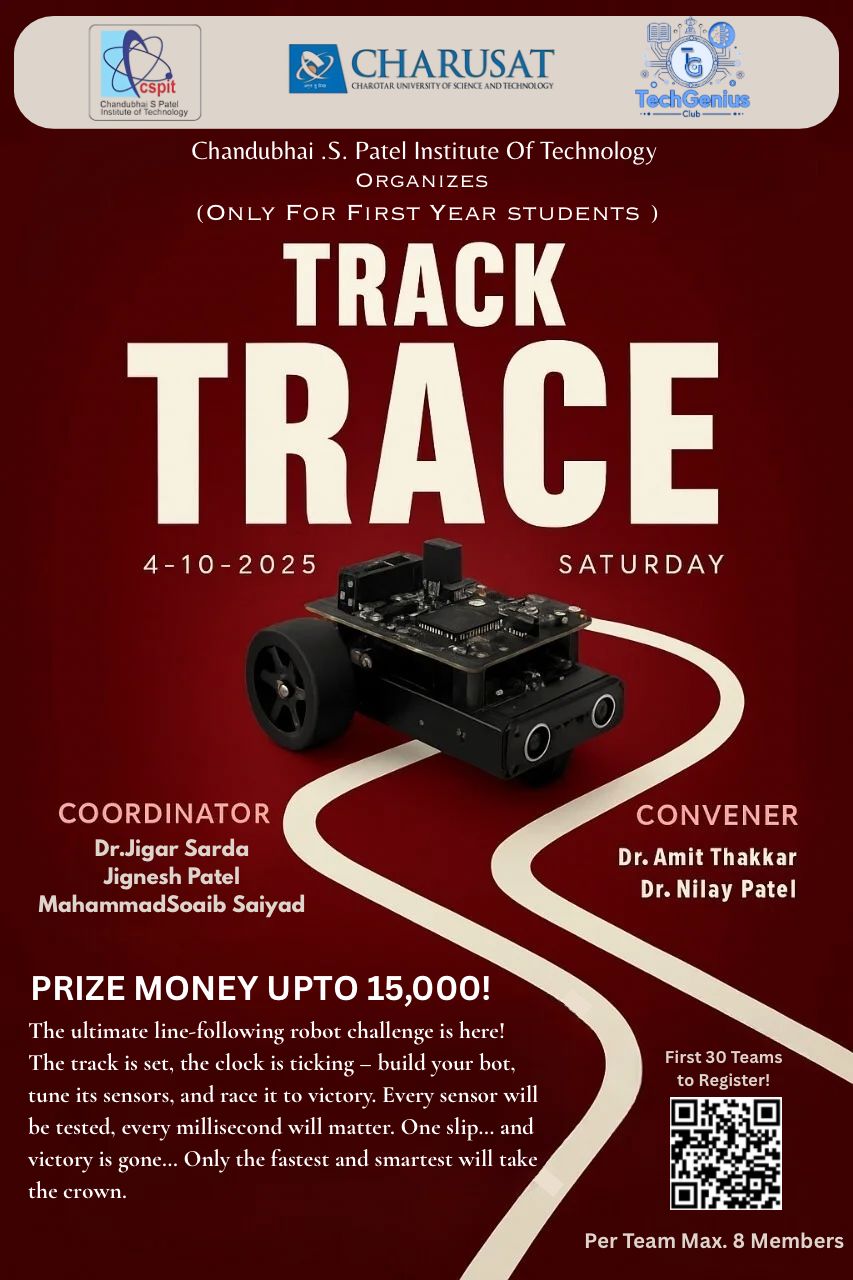 cspit
Chandubhai S Patel
Institute of Technology
CHARUSAT
CHAROTAR UNIVERSITY OF SCIENCE AND TECHNOLOGY
TG
TechGenius
Club
Chandubhai .S. Patel Institute Of Technology
Organizes
(Only For First Year students )
TRACK
TRACE
4-10-2025
SATURDAY
COORDINATOR
Dr.Jigar Sarda
Jignesh Patel
MahammadSoaib Saiyad
CONVENER
Dr. Amit Thakkar
Dr. Nilay Patel
PRIZE MONEY UPTO 15,000!
The ultimate line-following robot challenge is here!
The track is set, the clock is ticking – build your bot,
tune its sensors, and race it to victory. Every sensor will
be tested, every millisecond will matter. One slip... and
victory is gone... Only the fastest and smartest will take
the crown.
First 30 Teams
to Register!
Per Team Max. 8 Members